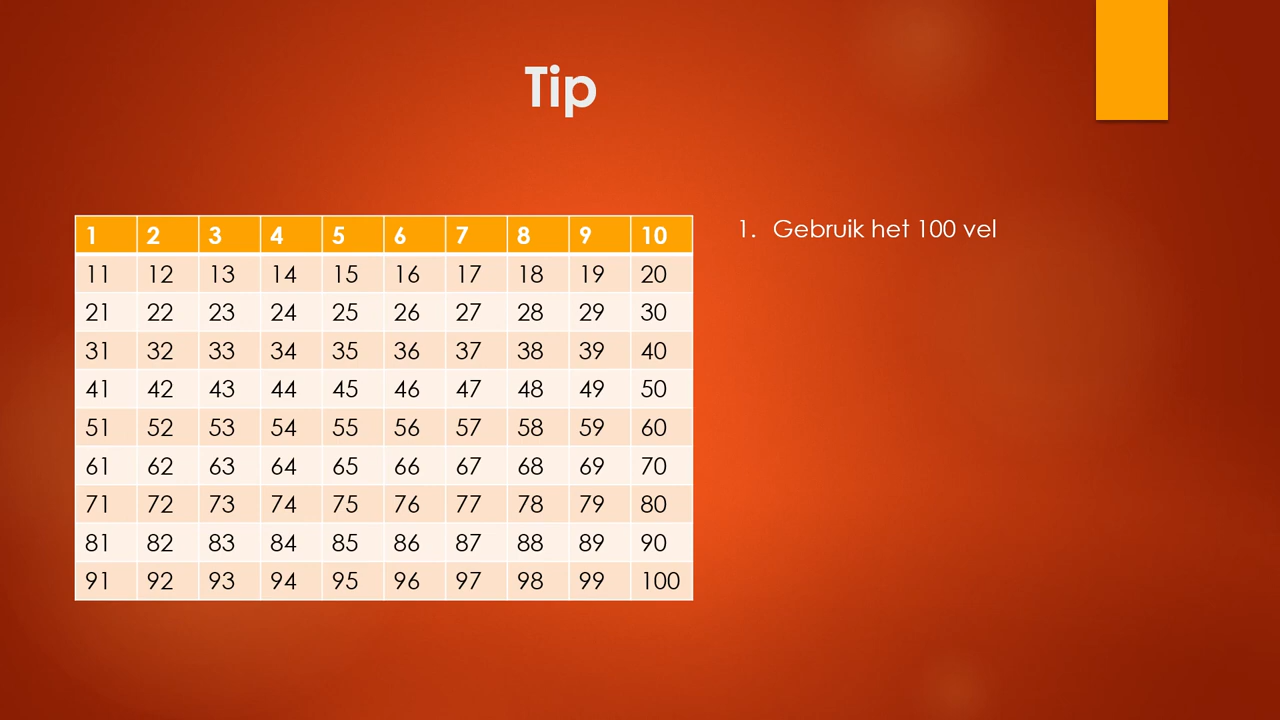 Tip
1 2 3 4 5 6 7 8 9 10
11 12 13 14 15 16 17 18 19 20
21 22 23 24 25 26 27 28 29 30
31 32 33 34 35 36 37 38 39 40
41 42 43 44 45 46 47 48 49 50
51 52 53 54 55 56 57 58 59 60
61 62 63 64 65 66 67 68 69 70
71 72 73 74 75 76 77 78 79 80
81 82 83 84 85 86 87 88 89 90
91 92 93 94 95 96 97 98 99 100
1. Gebruik het 100 vel